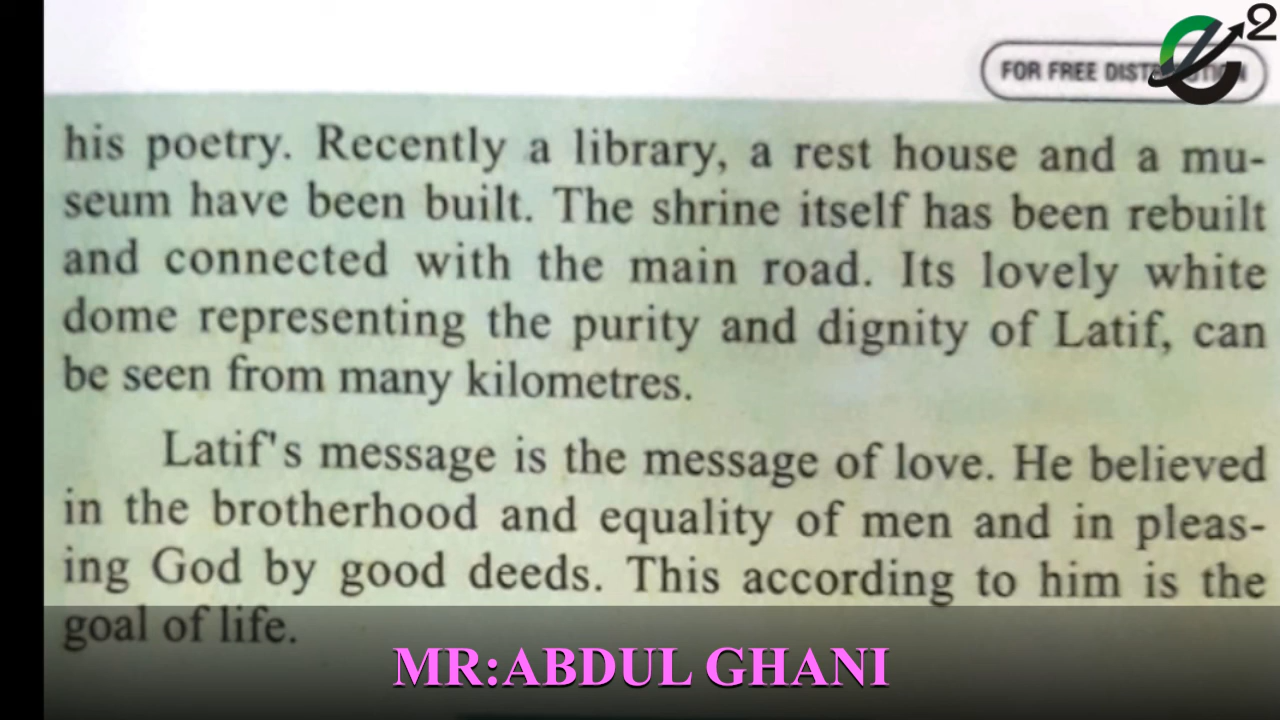 2
FOR FREE DISTRIBUTION
his poetry. Recently a library, a rest house and a mu-
seum have been built. The shrine itself has been rebuilt
and connected with the main road. Its lovely white
dome representing the purity and dignity of Latif, can
be seen from many kilometres.
Latif's message is the message of love. He believed
in the brotherhood and equality of men and in pleas-
ing God by good deeds. This according to him is the
goal of life.
MR:ABDUL GHANI